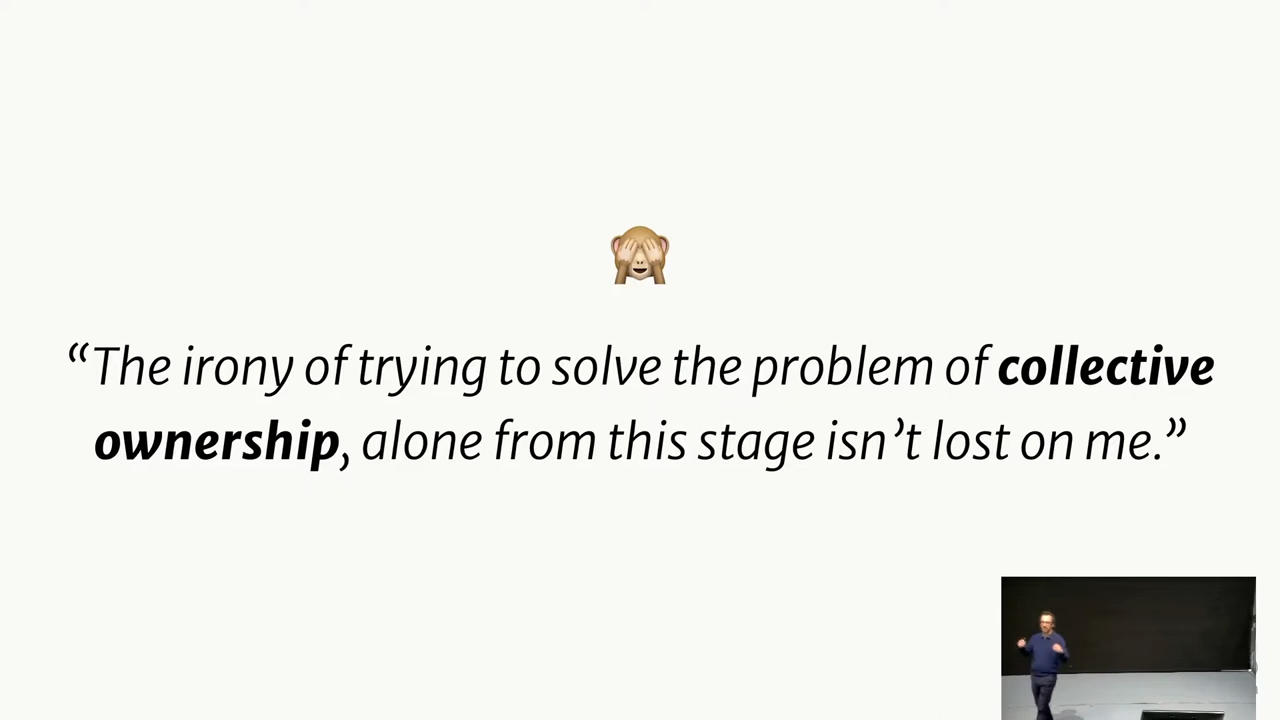 “The irony of trying to solve the problem of collective
ownership, alone from this stage isn’t lost on me.”